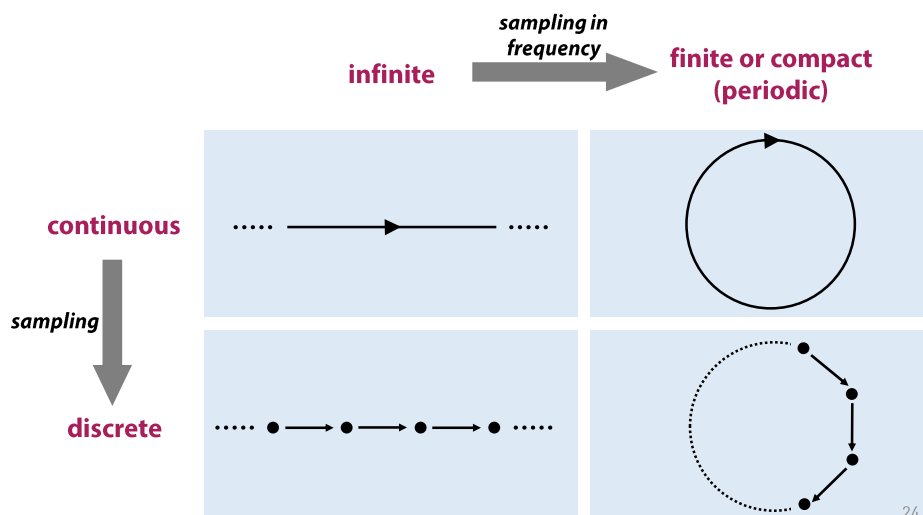 sampling in
frequency
infinite
finite or compact
(periodic)
continuous
sampling
discrete
24